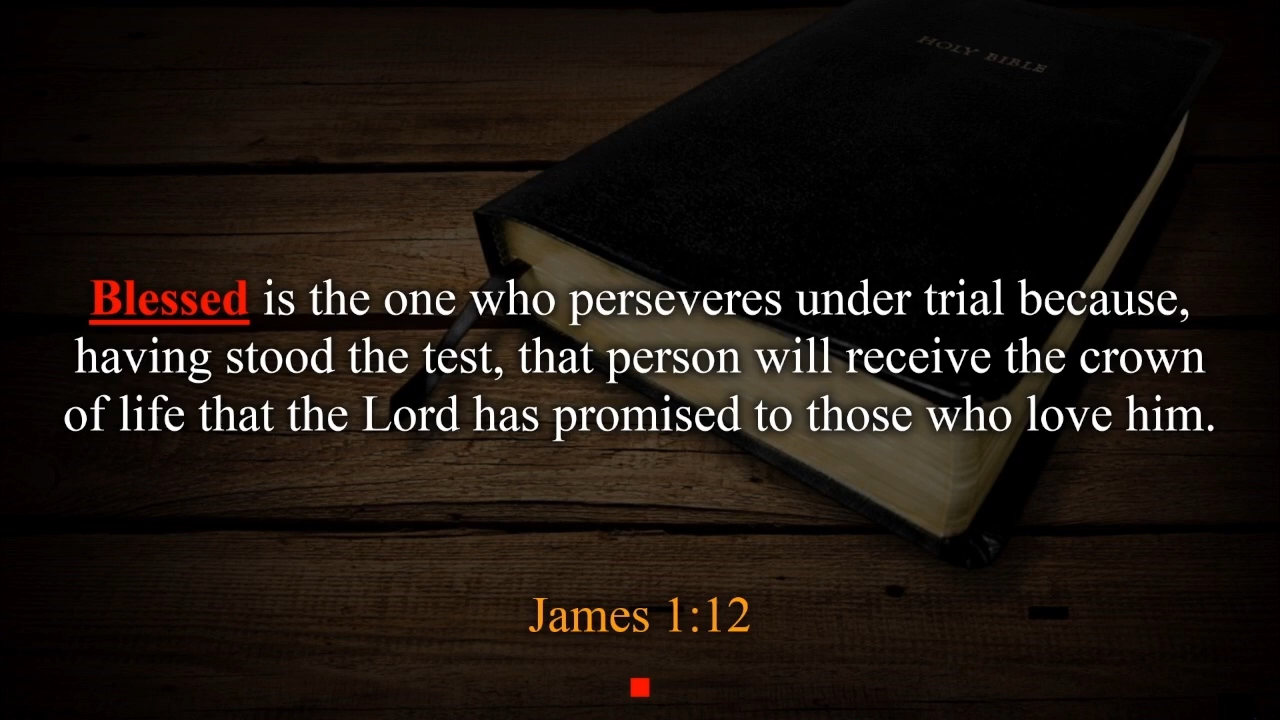 HOLY BIBLE
Blessed is the one who perseveres under trial because,
having stood the test, that person will receive the crown
of life that the Lord has promised to those who love him.
James 1:12